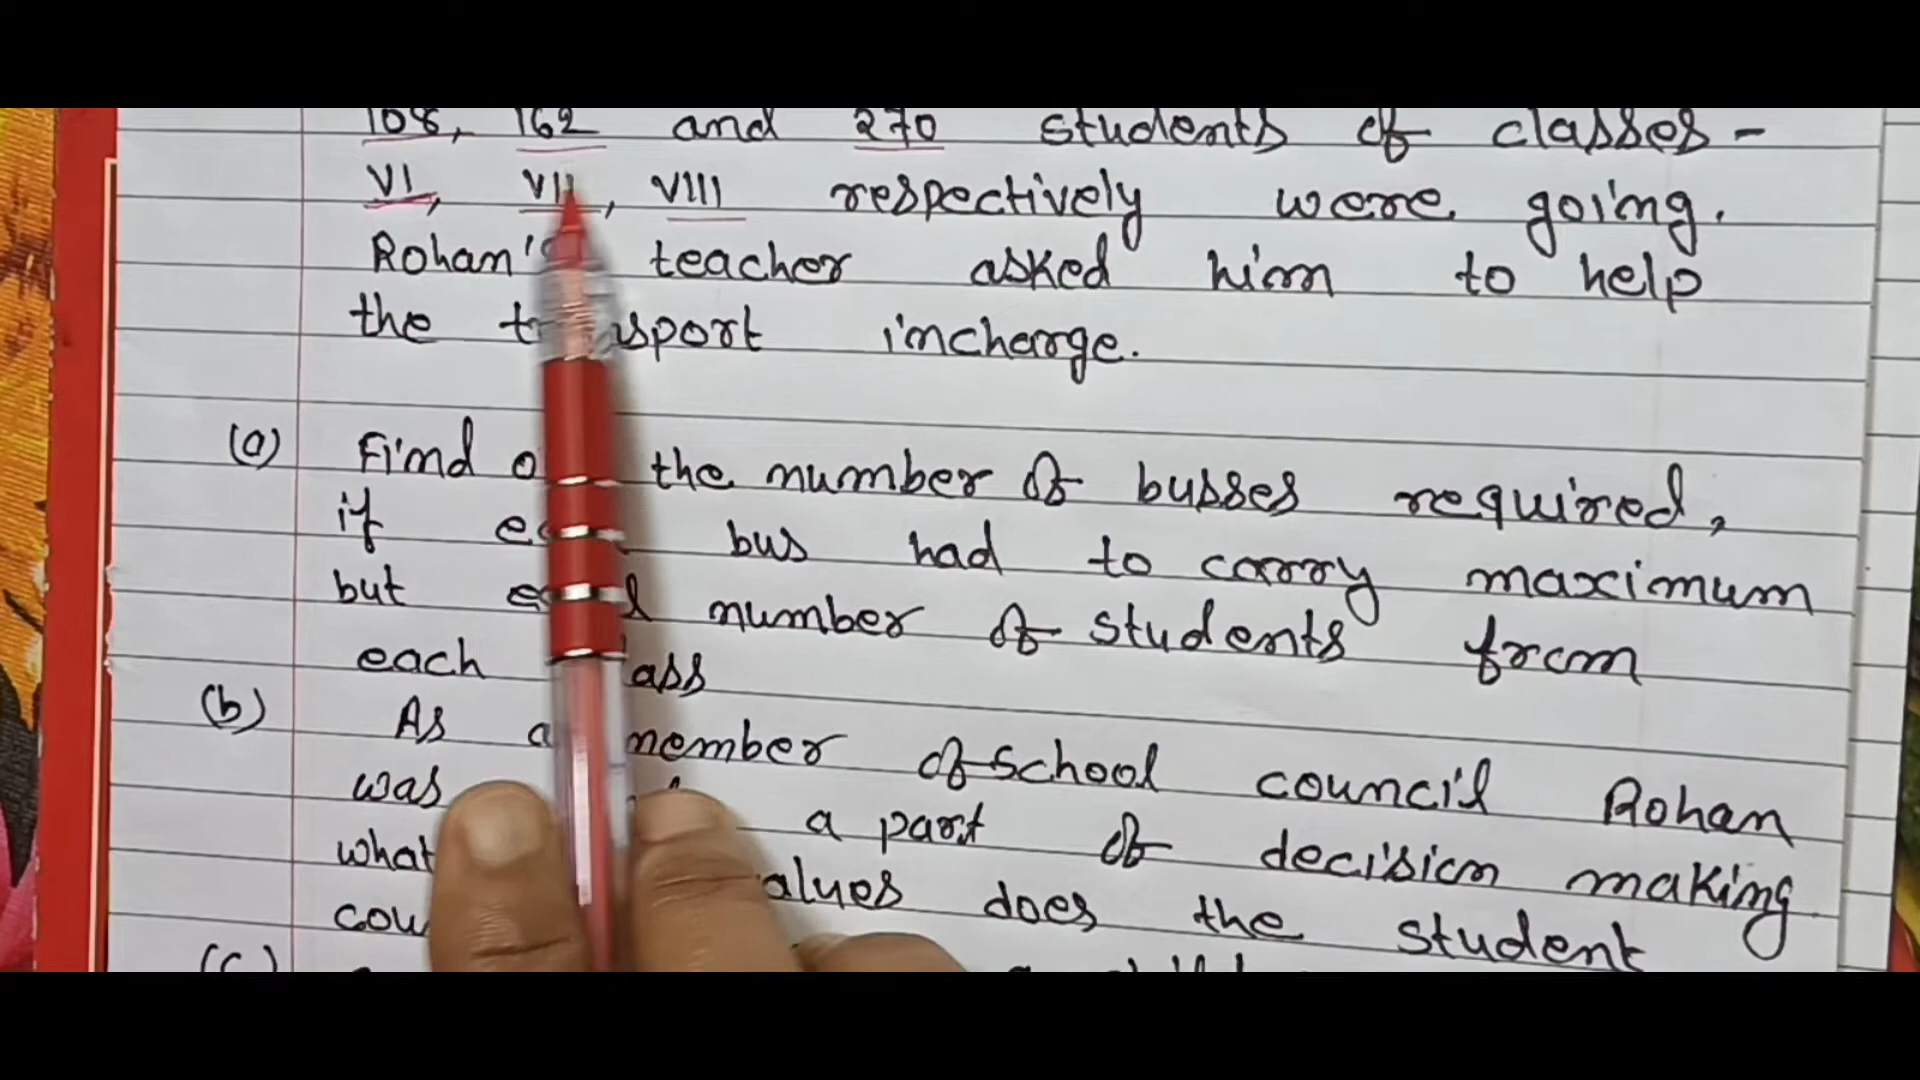 108, 162 and 270 students of classes -
VI, VII, VIII respectively were going.
Rohan's teacher asked him to help
the transport incharge.
(a) Find the number of busses required,
if bus had to carry maximum
but number of students from
each
(b) As a member of school council Rohan
was a part of decision making
what values does the student
(c)